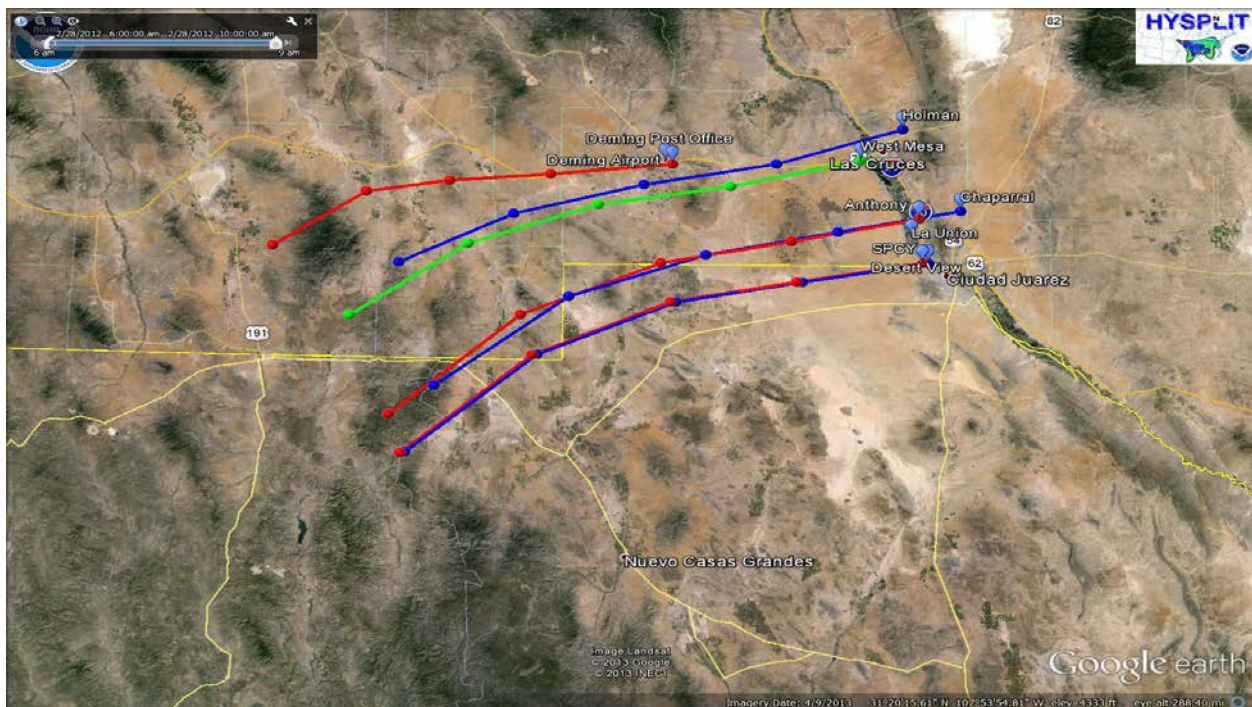 2/28/2012 6:00:00 am 2/28/2012 10:00:00 am
6 am
9 am
HYSPLIT
82
Holman
Deming Post Office
West Mesa
Deming Airport
Las Cruces
Anthony
Chaparral
La Union
SPCY
54
62
Desert View
Ciudad Juarez
191
Nuevo Casas Grandes
Image Landsat
© 2013 Google
© 2013 INEGI
Google earth
Imagery Date: 4/9/2013 31°20'15.61" N 107°53'54.81" W elev 4333 ft eye alt 288.40 mi